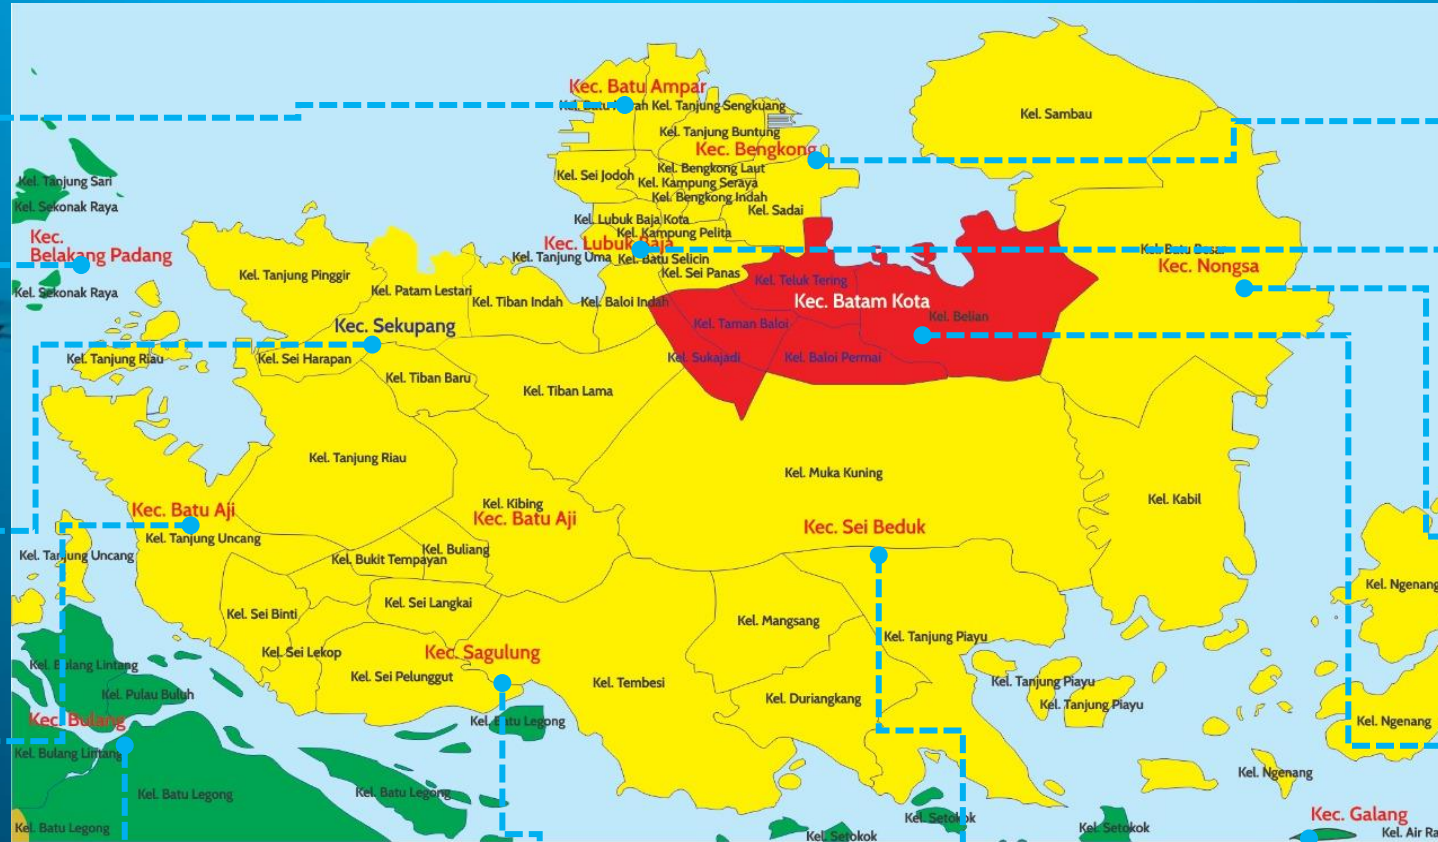 Kec. Batu Ampar
Kel. Batu Merah Kel. Tanjung Sengkuang
Kel. Sambau
Kel. Tanjung Buntung
Kec. Bengkong
Kel. Bengkong Laut
Kel. Sei Jodoh
Kel. Kampung Seraya
Kel. Tanjung Sari
Kel. Bengkong Indah
Kel. Sekonak Raya
Kel. Sadai
Kel. Lubuk Baja Kota
Kel. Kampung Pelita
Kec.
Belakang Padang
Kec. Lubuk Baja
Kel. Batu Besar
Kel. Tanjung Uma
Kel. Batu Selicin
Kec. Nongsa
Kel. Tanjung Pinggir
Kel. Sei Panas
Kel. Teluk Tering
Kel. Sekonak Raya
Kel. Patam Lestari
Kel. Tiban Indah
Kel. Baloi Indah
Kec. Batam Kota
Kel. Belian
Kec. Sekupang
Kel. Taman Baloi
Kel. Tanjung Riau
Kel. Sei Harapan
Kel. Sukajadi
Kel. Baloi Permai
Kel. Tiban Baru
Kel. Tiban Lama
Kel. Tanjung Riau
Kel. Muka Kuning
Kel. Kibing
Kel. Kabil
Kec. Batu Aji
Kec. Batu Aji
Kec. Sei Beduk
Kel. Tanjung Uncang
Kel. Tanjung Uncang
Kel. Buliang
Kel. Bukit Tempayan
Kel. Ngenang
Kel. Sei Langkai
Kel. Sei Binti
Kel. Mangsang
Kel. Tanjung Piayu
Kel. Sei Lekop
Kec. Sagulung
Kel. Bulang Lintang
Kel. Sei Pelunggut
Kel. Tembesi
Kel. Tanjung Piayu
Kel. Pulau Buluh
Kel. Duriangkang
Kel. Tanjung Piayu
Kec. Bulang
Kel. Batu Legong
Kel. Ngenang
Kel. Bulang Lintang
Kel. Ngenang
Kel. Batu Legong
Kel. Batu Legong
Kec. Galang
Kel. Setokok
Kel. Batu Legong
Kel. Setokok
Kel. Setokok
Kel. Air Ra